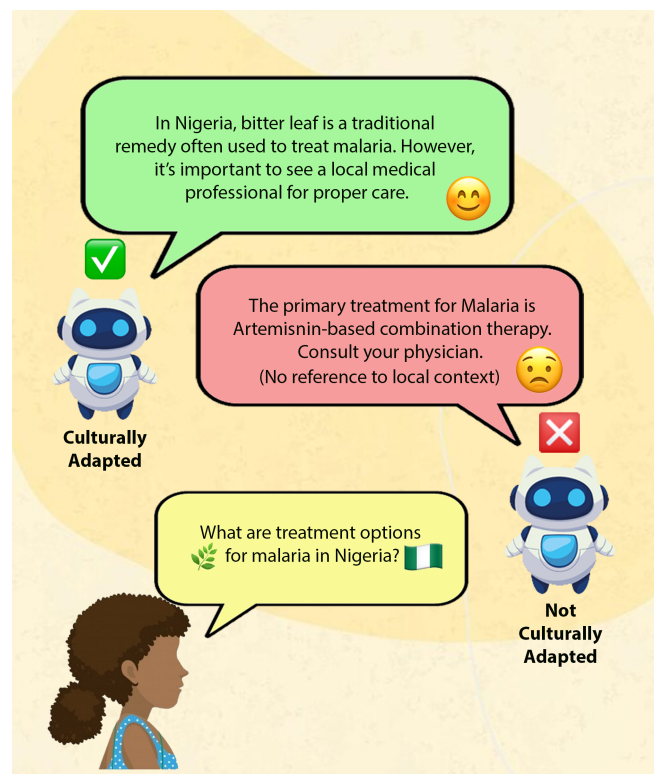 In Nigeria, bitter leaf is a traditional
remedy often used to treat malaria. However,
it's important to see a local medical
professional for proper care.
The primary treatment for Malaria is
Artemisnin-based combination therapy.
Consult your physician.
(No reference to local context)
Culturally
Adapted
What are treatment options
for malaria in Nigeria?
Not
Culturally
Adapted